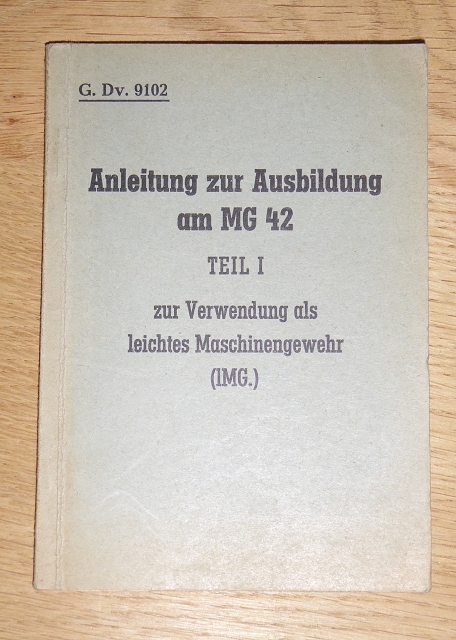 G. Dv. 9102
Anleitung zur Ausbildung
am MG 42
TEIL I
zur Verwendung als
leichtes Maschinengewehr
(lMG.)